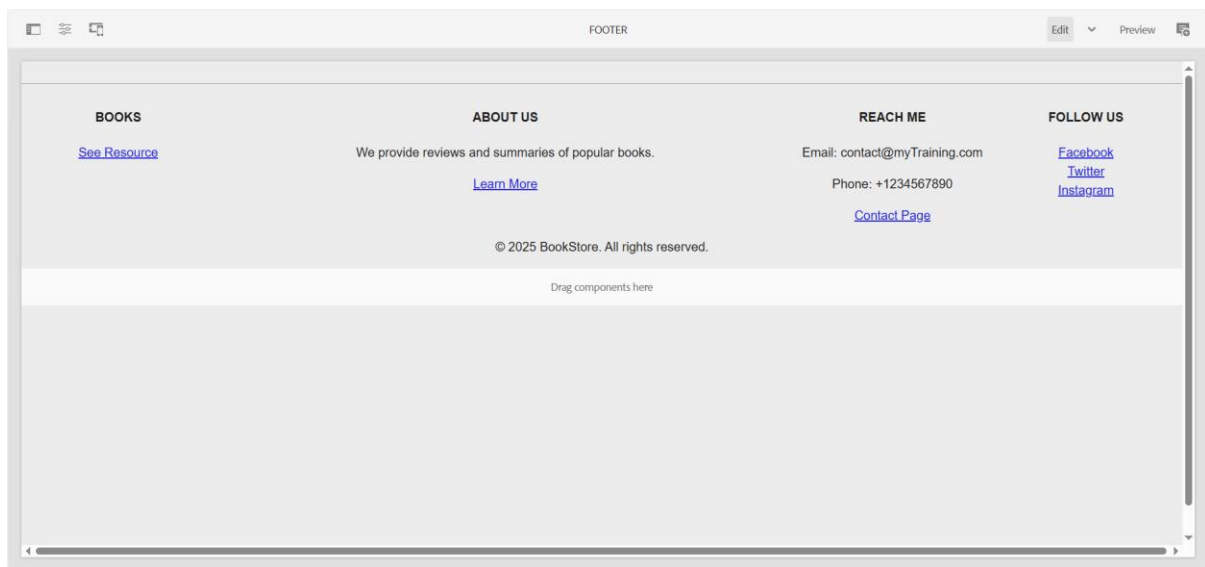 FOOTER
Edit
Preview
BOOKS
See Resource
ABOUT US
We provide reviews and summaries of popular books.
Learn More
REACH ME
Email: contact@myTraining.com
Phone: +1234567890
Contact Page
FOLLOW US
Facebook
Twitter
Instagram
© 2025 BookStore. All rights reserved.
Drag components here